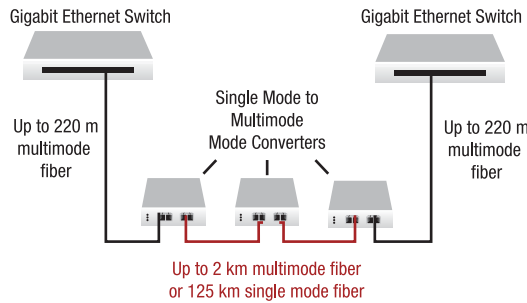 Gigabit Ethernet Switch
Gigabit Ethernet Switch
Single Mode to
Multimode
Mode Converters
Up to 220 m
multimode
fiber
Up to 220 m
multimode
fiber
Up to 2 km multimode fiber
or 125 km single mode fiber